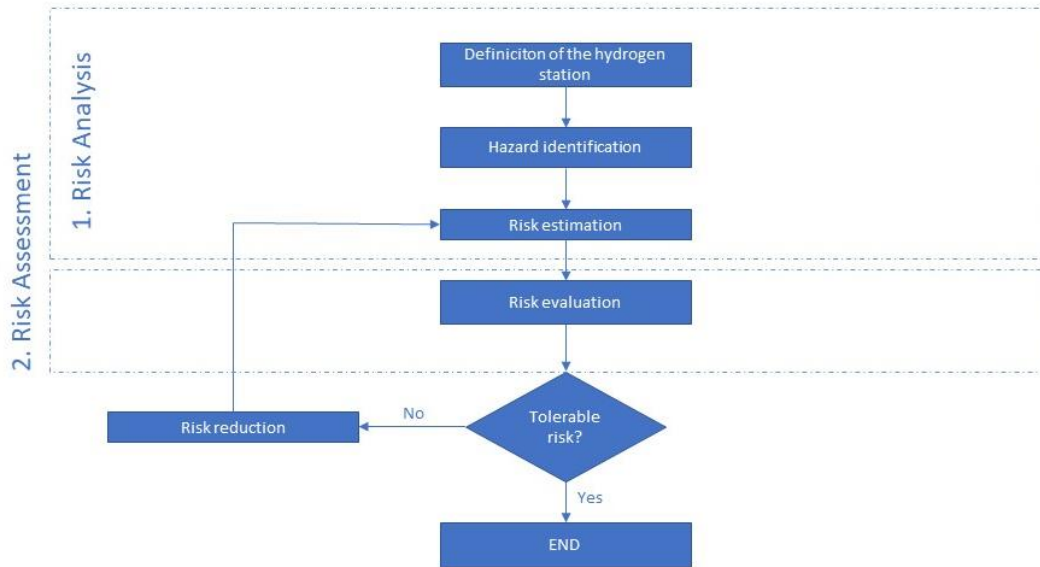 Definiciton of the hydrogen
station
1. Risk Analysis
Hazard identification
Risk estimation
2. Risk Assessment
Risk evaluation
Tolerable
risk?
No
Risk reduction
Yes
END